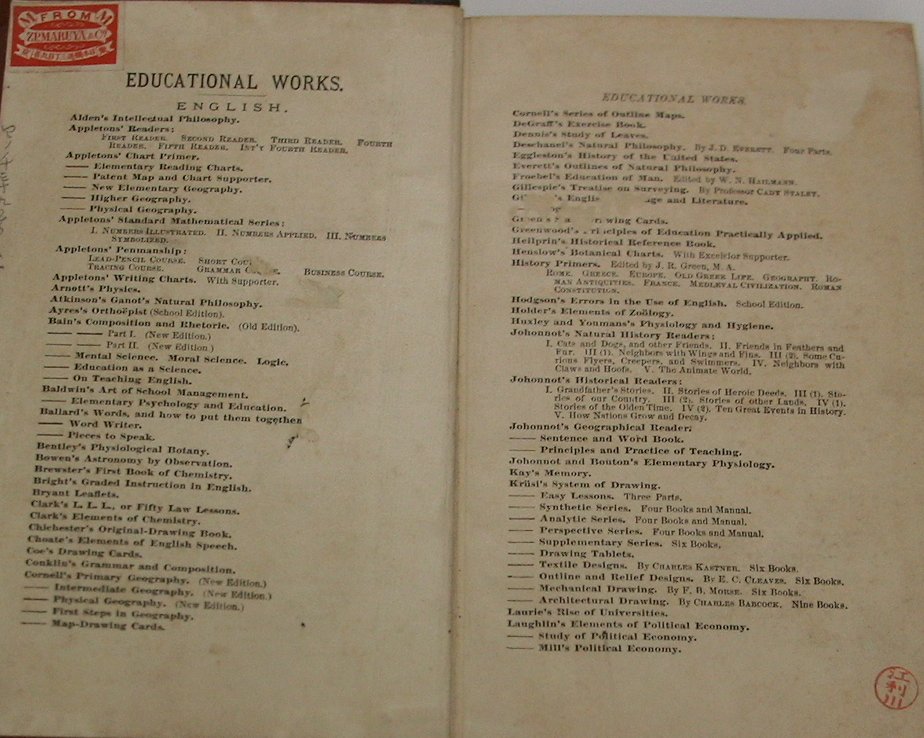 FROM
Z.P. MARUYA & Co.
EDUCATIONAL WORKS.
ENGLISH.
Alden's Intellectual Philosophy.
Appletons' Readers:
First Reader. Second Reader. Third Reader. Fourth
Reader. Fifth Reader. Int'r Fourth Reader.
Appletons' Chart Primer.
—— Elementary Reading Charts.
—— Patent Map and Chart Supporter.
—— New Elementary Geography.
—— Higher Geography.
—— Physical Geography.
Appletons' Standard Mathematical Series:
I. Numbers Illustrated. II. Numbers Applied. III. Numbers
Symbolized.
Appletons' Penmanship:
Lead-Pencil Course. Short
Tracing Course. Grammar Business Course.
Appletons' Writing Charts. With Supporter.
Arnott's Physics.
Atkinson's Ganot's Natural Philosophy.
Ayres's Orthoëpist (School Edition).
Bain's Composition and Rhetoric. (Old Edition).
—— —— Part I. (New Edition.)
—— —— Part II. (New Edition.)
—— Mental Science. Moral Science. Logic.
—— Education as a Science.
—— On Teaching English.
Baldwin's Art of School Management.
—— Elementary Psychology and Education.
Ballard's Words, and how to put them together
—— Word Writer.
—— Pieces to Speak.
Bentley's Physiological Botany.
Bowen's Astronomy by Observation.
Brewster's First Book of Chemistry.
Bright's Graded Instruction in English.
Bryant Leaflets.
Clark's L. L. L., or Fifty Law Lessons.
Clark's Elements of Chemistry.
Chichester's Original-Drawing Book.
Choate's Elements of English Speech.
Coe's Drawing Cards.
Conklin's Grammar and Composition.
Cornell's Primary Geography. (New Edition.)
—— Intermediate Geography. (New Edition.)
—— Physical Geography. (New Edition.)
—— First Steps in Geography.
—— Map-Drawing Cards.
EDUCATIONAL WORKS.
Cornell's Series of Outline Maps.
DeGraff's Exercise Book.
Dennis's Study of Leaves.
Deschanel's Natural Philosophy. By J. D. Everett. Four Parts.
Eggleston's History of the United States.
Everett's Outlines of Natural Philosophy.
Froebel's Education of Man. Edited by W. N. Hailmann.
Gillespie's Treatise on Surveying. By Professor Cady Staley.
and Literature.
Cards.
Greenwood's Principles of Education Practically Applied.
Heilprin's Historical Reference Book.
Henslow's Botanical Charts. With Excelsior Supporter.
History Primers. Edited by J. R. Green, M. A.
Rome. Greece. Europe. Old Greek Life. Geography. Ro-
man Antiquities. France. Medieval Civilization. Roman
Constitution.
Hodgson's Errors in the Use of English. School Edition.
Holder's Elements of Zoölogy.
Huxley and Youmans's Physiology and Hygiene.
Johonnot's Natural History Readers:
I. Cats and Dogs, and other Friends. II. Friends in Feathers and
Fur. III (1). Neighbors with Wings and Fins. III (2). Some Cu-
rious Flyers, Creepers, and Swimmers. IV. Neighbors with
Claws and Hoofs. V. The Animate World.
Johonnot's Historical Readers:
I. Grandfather's Stories. II. Stories of Heroic Deeds. III (1). Sto-
ries of our Country. III (2). Stories of other Lands. IV (1).
Stories of the Olden Time. IV (2). Ten Great Events in History.
V. How Nations Grow and Decay.
Johonnot's Geographical Reader.
—— Sentence and Word Book.
—— Principles and Practice of Teaching.
Johonnot and Bouton's Elementary Physiology.
Kay's Memory.
Krüsi's System of Drawing.
—— Easy Lessons. Three Parts.
—— Synthetic Series. Four Books and Manual.
—— Analytic Series. Four Books and Manual.
—— Perspective Series. Four Books and Manual.
—— Supplementary Series. Six Books.
—— Drawing Tablets.
—— Textile Designs. By Charles Kastner. Six Books.
—— Outline and Relief Designs. By E. C. Cleaves. Six Books.
—— Mechanical Drawing. By F. B. Morse. Six Books.
—— Architectural Drawing. By Charles Babcock. Nine Books.
Laurie's Rise of Universities.
Laughlin's Elements of Political Economy.
—— Study of Political Economy.
—— Mill's Political Economy.
江利川